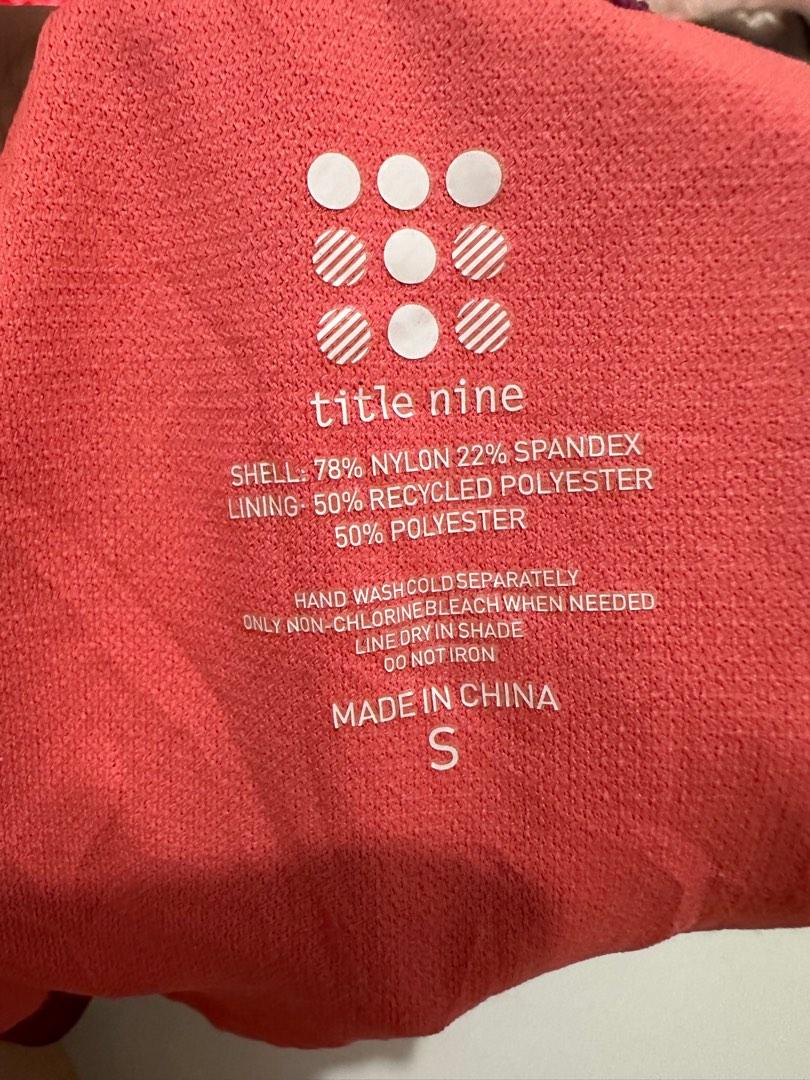 title nine
SHELL: 78% NYLON 22% SPANDEX
LINING: 50% RECYCLED POLYESTER
50% POLYESTER
HAND WASH COLD SEPARATELY
ONLY NON-CHLORINE BLEACH WHEN NEEDED
LINE DRY IN SHADE
DO NOT IRON
MADE IN CHINA
S